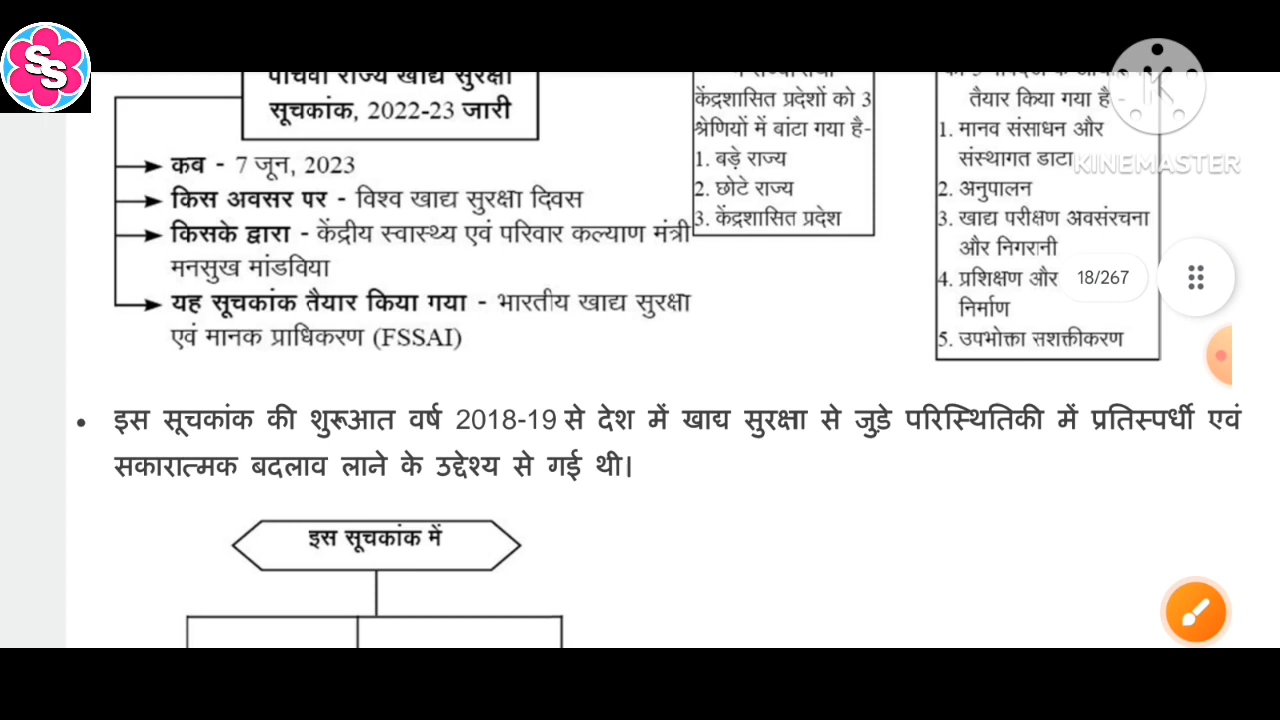 SS
पांचवां राज्य खाद्य सुरक्षा
सूचकांक, 2022-23 जारी
कव - 7 जून, 2023
किस अवसर पर - विश्व खाद्य सुरक्षा दिवस
किसके द्वारा - केंद्रीय स्वास्थ्य एवं परिवार कल्याण मंत्री
मनसुख मांडविया
यह सूचकांक तैयार किया गया - भारतीय खाद्य सुरक्षा
एवं मानक प्राधिकरण (FSSAI)
केंद्रशासित प्रदेशों को 3
श्रेणियों में बांटा गया है-
1. बड़े राज्य
2. छोटे राज्य
3. केंद्रशासित प्रदेश
तैयार किया गया है -
1. मानव संसाधन और
संस्थागत डाटा
2. अनुपालन
3. खाद्य परीक्षण अवसंरचना
और निगरानी
4. प्रशिक्षण और
निर्माण
5. उपभोक्ता सशक्तीकरण
KINEMASTER
18/267
• इस सूचकांक की शुरूआत वर्ष 2018-19 से देश में खाद्य सुरक्षा से जुड़े परिस्थितिकी में प्रतिस्पर्धी एवं
सकारात्मक बदलाव लाने के उद्देश्य से गई थी।
इस सूचकांक में